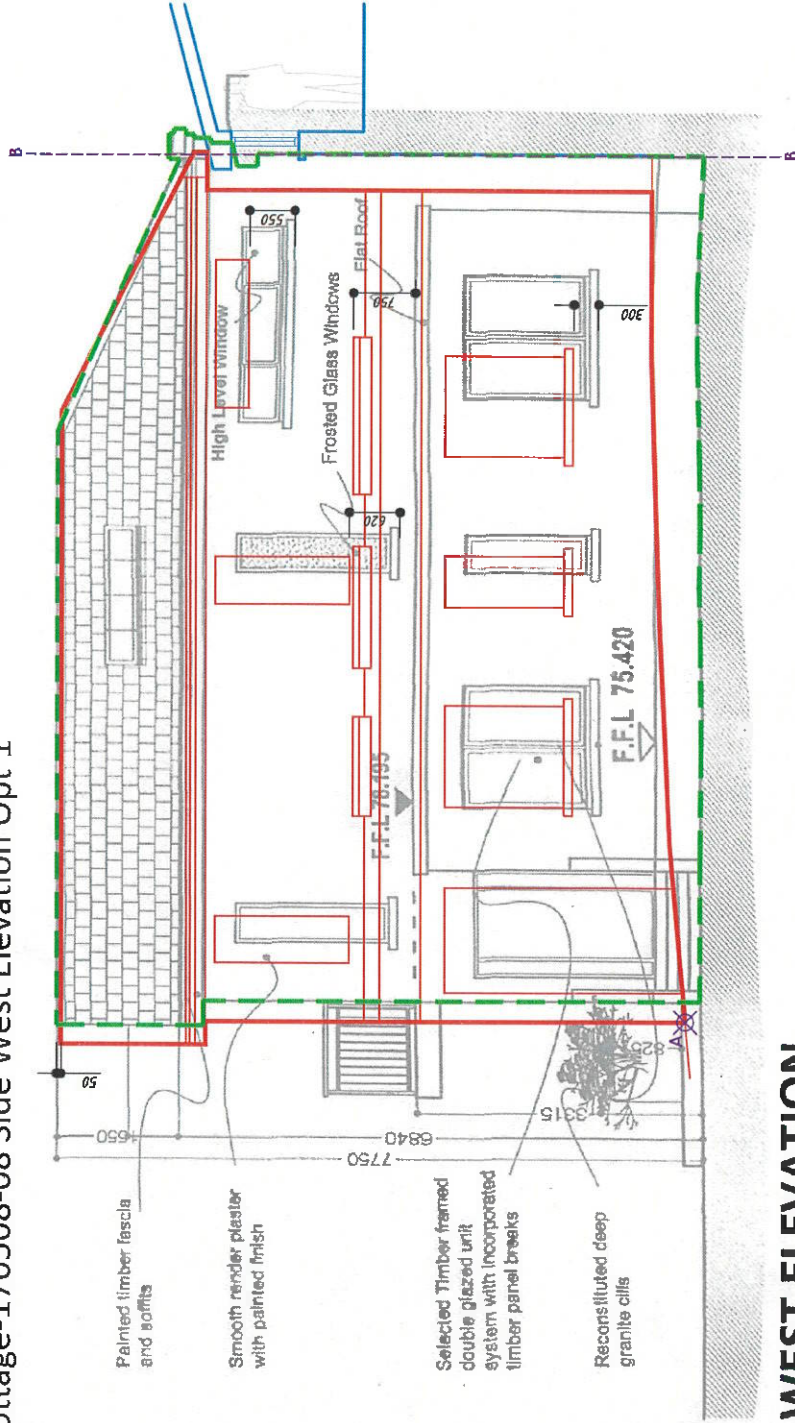 ottage-170508-08 Side West Elevation Opt 1
B
B
High Level Window
550
Flat Roof
750
Frosted Glass Windows
620
300
F.F.L 75.420
A
825
50
1650
6840
7750
3315
Painted timber fascia
and soffits
Smooth render plaster
with painted finish
Selected Timber framed
double glazed unit
system with incorporated
timber panel breaks
Reconstituted deep
granite cills
WEST ELEVATION